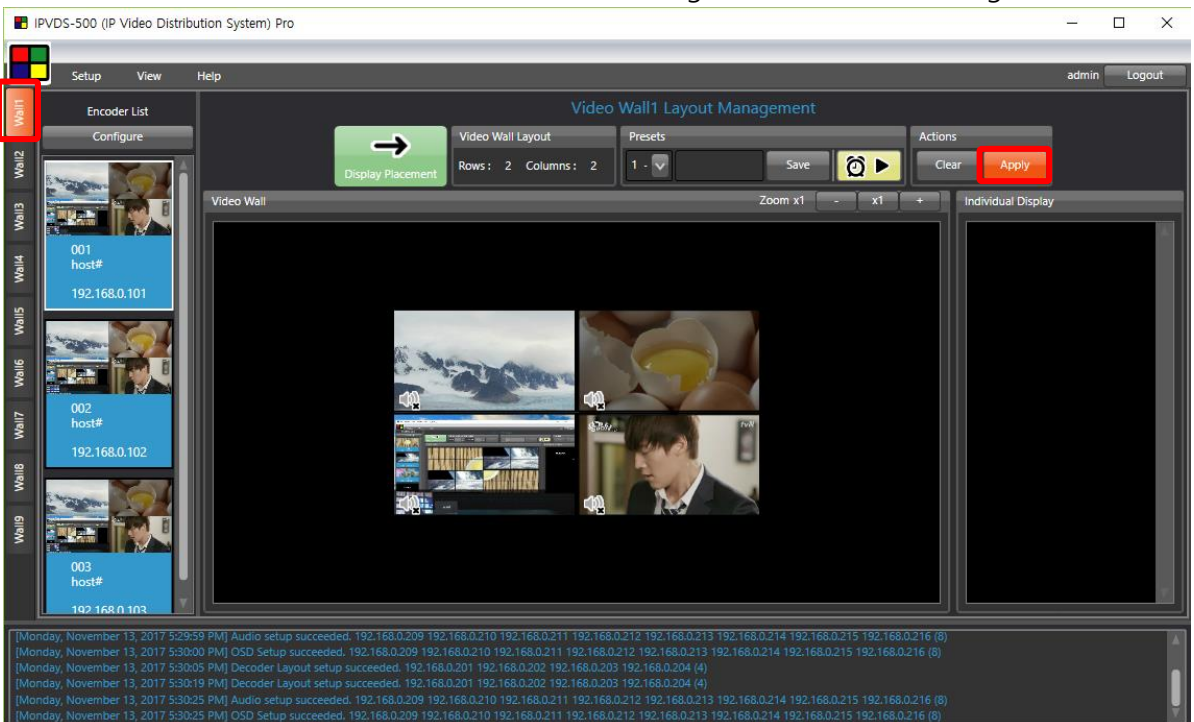 IPVDS-500 (IP Video Distribution System) Pro
Setup View Help admin Logout
Wall1
Wall2
Wall3
Wall4
Wall5
Wall6
Wall7
Wall8
Wall9
Encoder List
Configure
001
host#
192.168.0.101
002
host#
192.168.0.102
003
host#
192.168.0.103
Video Wall1 Layout Management
Display Placement
Video Wall Layout
Rows: 2 Columns: 2
Presets
1 - Save
Actions
Clear Apply
Video Wall Zoom x1 - x1 +
Individual Display
[Monday, November 13, 2017 5:29:59 PM] Audio setup succeeded. 192.168.0.209 192.168.0.210 192.168.0.211 192.168.0.212 192.168.0.213 192.168.0.214 192.168.0.215 192.168.0.216 (8)
[Monday, November 13, 2017 5:30:00 PM] OSD Setup succeeded. 192.168.0.209 192.168.0.210 192.168.0.211 192.168.0.212 192.168.0.213 192.168.0.214 192.168.0.215 192.168.0.216 (8)
[Monday, November 13, 2017 5:30:05 PM] Decoder Layout setup succeeded. 192.168.0.201 192.168.0.202 192.168.0.203 192.168.0.204 (4)
[Monday, November 13, 2017 5:30:19 PM] Decoder Layout setup succeeded. 192.168.0.201 192.168.0.202 192.168.0.203 192.168.0.204 (4)
[Monday, November 13, 2017 5:30:25 PM] Audio setup succeeded. 192.168.0.209 192.168.0.210 192.168.0.211 192.168.0.212 192.168.0.213 192.168.0.214 192.168.0.215 192.168.0.216 (8)
[Monday, November 13, 2017 5:30:25 PM] OSD Setup succeeded. 192.168.0.209 192.168.0.210 192.168.0.211 192.168.0.212 192.168.0.213 192.168.0.214 192.168.0.215 192.168.0.216 (8)